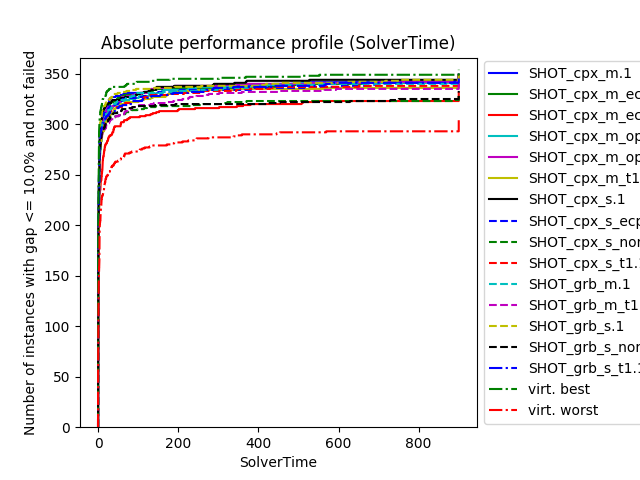 Absolute performance profile (SolverTime)
Number of instances with gap <= 10.0% and not failed
350
300
250
200
150
100
50
0
0 200 400 600 800
SolverTime
SHOT_cpx_m.1
SHOT_cpx_m_ec
SHOT_cpx_m_ec
SHOT_cpx_m_op
SHOT_cpx_m_op
SHOT_cpx_m_t1
SHOT_cpx_s.1
SHOT_cpx_s_ecp
SHOT_cpx_s_nor
SHOT_cpx_s_t1.1
SHOT_grb_m.1
SHOT_grb_m_t1
SHOT_grb_s.1
SHOT_grb_s_nor
SHOT_grb_s_t1.1
virt. best
virt. worst